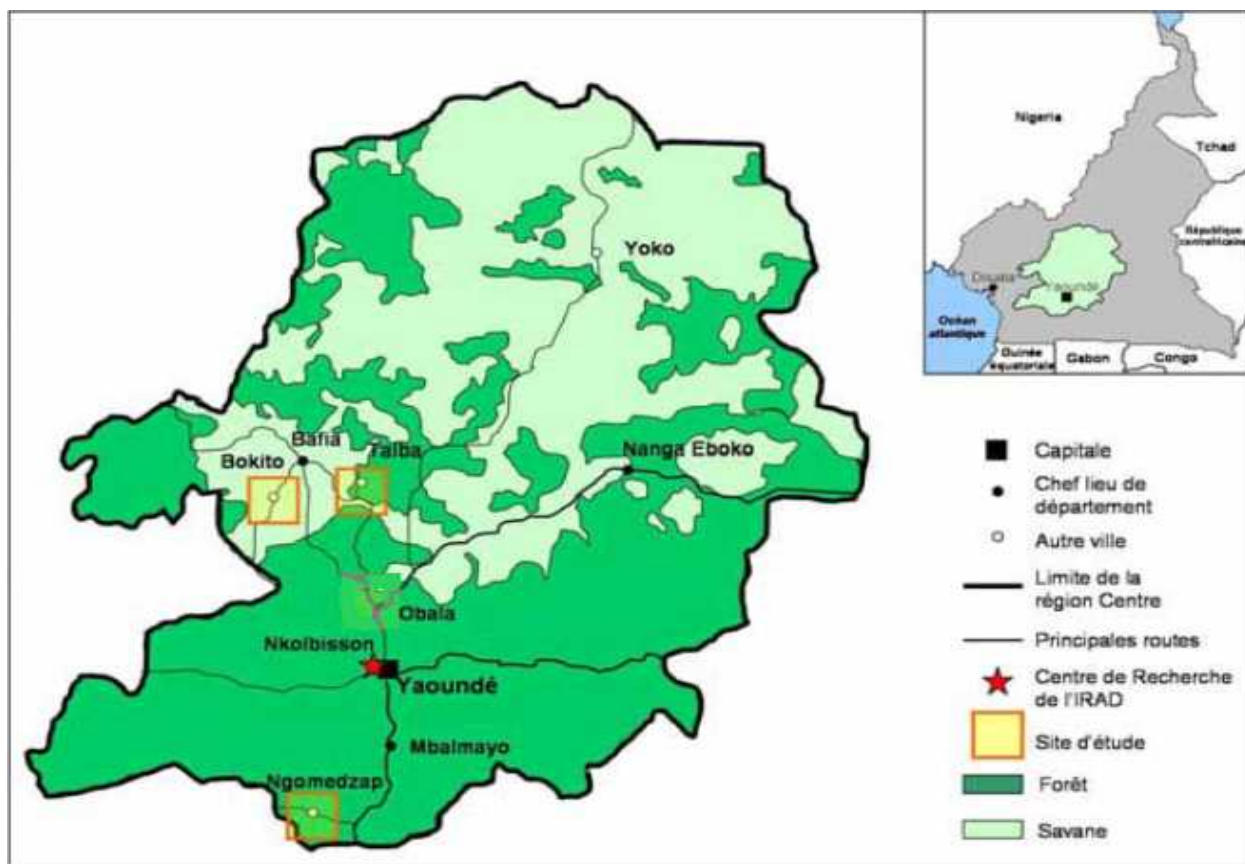 Yoko
Nanga Eboko
Bafia
Talba
Bokito
Obala
Nkolbisson
Yaoundé
Mbalmayo
Ngomedzap
Nigeria
Tchad
République
centrafricaine
Douala
Yaoundé
Océan
atlantique
Guinée
équatoriale
Gabon
Congo
Capitale
Chef lieu de
département
Autre ville
Limite de la
région Centre
Principales routes
Centre de Recherche
de l'IRAD
Site d'étude
Forêt
Savane